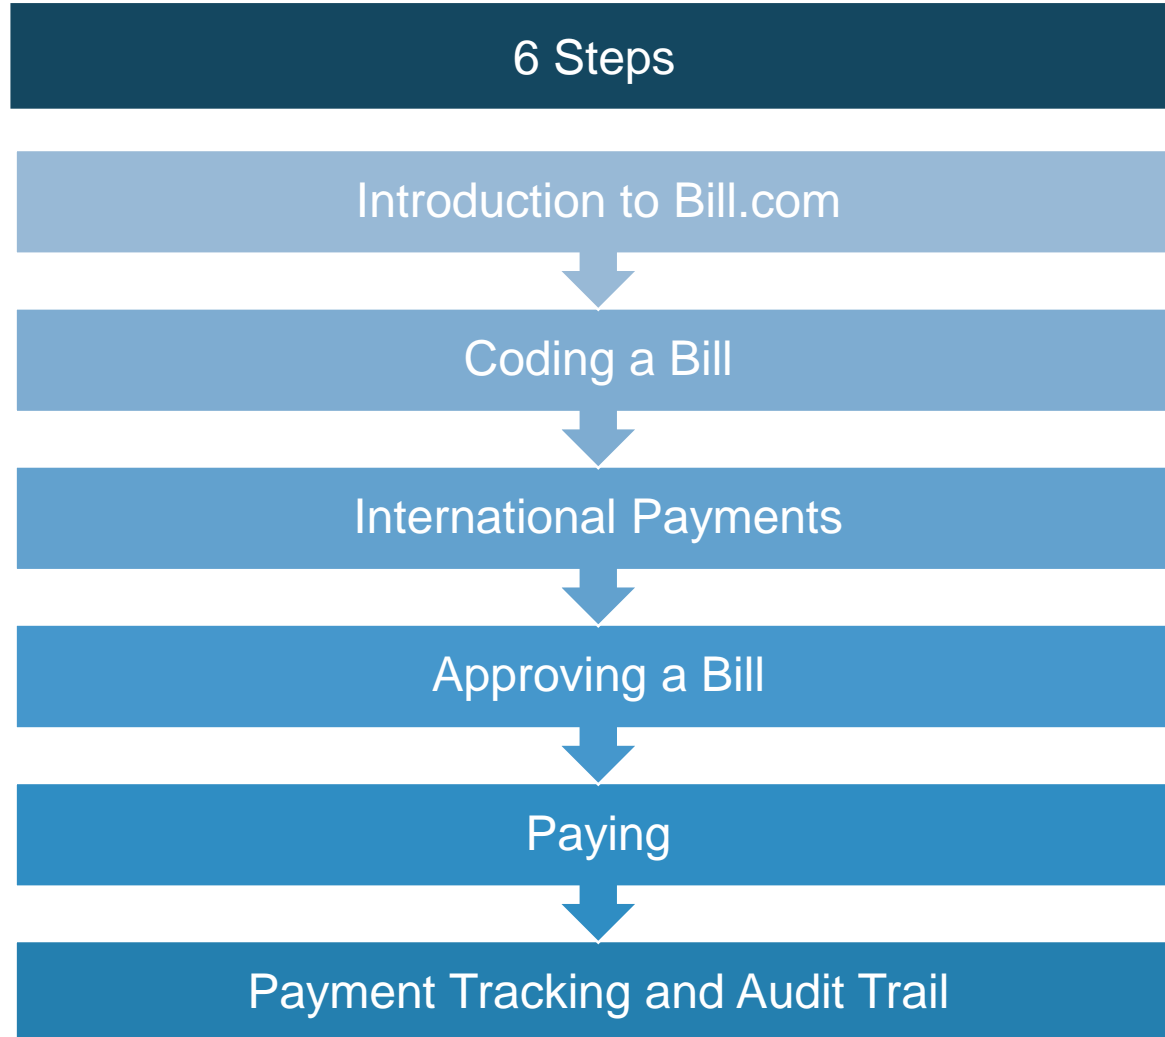 6 Steps
Introduction to Bill.com
Coding a Bill
International Payments
Approving a Bill
Paying
Payment Tracking and Audit Trail